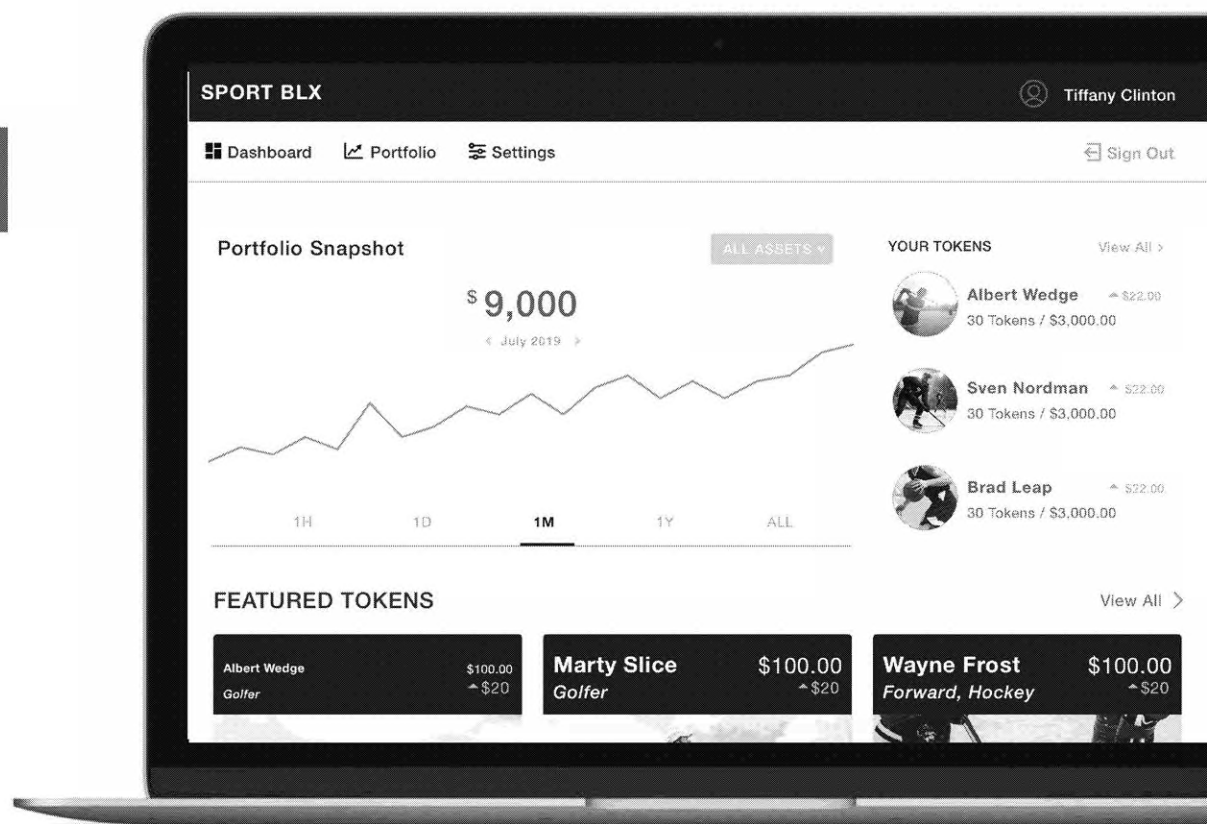 SPORT BLX
Tiffany Clinton
Dashboard Portfolio Settings
Sign Out
Portfolio Snapshot
ALL ASSETS
$9,000
< July 2019 >
1H 1D 1M 1Y ALL
YOUR TOKENS
View All >
Albert Wedge $22.00
30 Tokens / $3,000.00
Sven Nordman $22.00
30 Tokens / $3,000.00
Brad Leap $22.00
30 Tokens / $3,000.00
FEATURED TOKENS
View All >
Albert Wedge $100.00
Golfer $20
Marty Slice $100.00
Golfer $20
Wayne Frost $100.00
Forward, Hockey $20